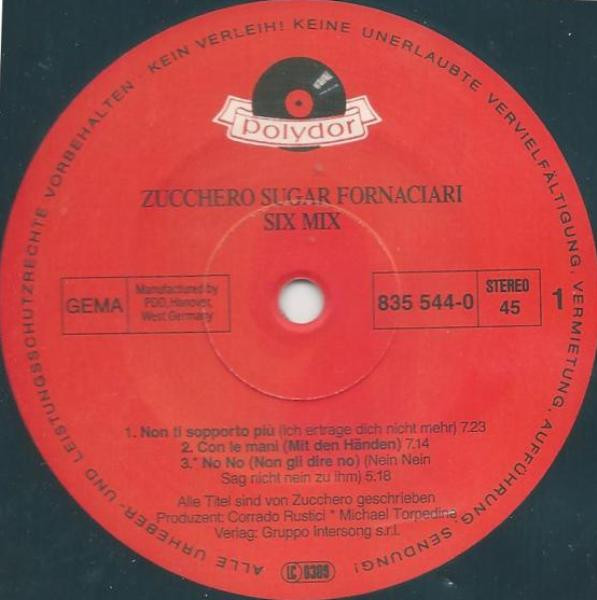 ALLE URHEBER- UND LEISTUNGSSCHUTZRECHTE VORBEHALTEN · KEIN VERLEIH! KEINE UNERLAUBTE VERVIELFÄLTIGUNG, VERMIETUNG, AUFFÜHRUNG, SENDUNG!
polydor
ZUCCHERO SUGAR FORNACIARI
SIX MIX
GEMA
Manufactured by
PDO, Hanover,
West Germany
835 544-0
STEREO
45
1
1. Non ti sopporto più (Ich ertrage dich nicht mehr) 7.23
2. Con le mani (Mit den Händen) 7.14
3.* No No (Non gli dire no) (Nein Nein
Sag nicht nein zu ihm) 5.18
Alle Titel sind von Zucchero geschrieben
Produzent: Corrado Rustici * Michael Torpedine
Verlag: Gruppo Intersong s.r.l.
LC 0309